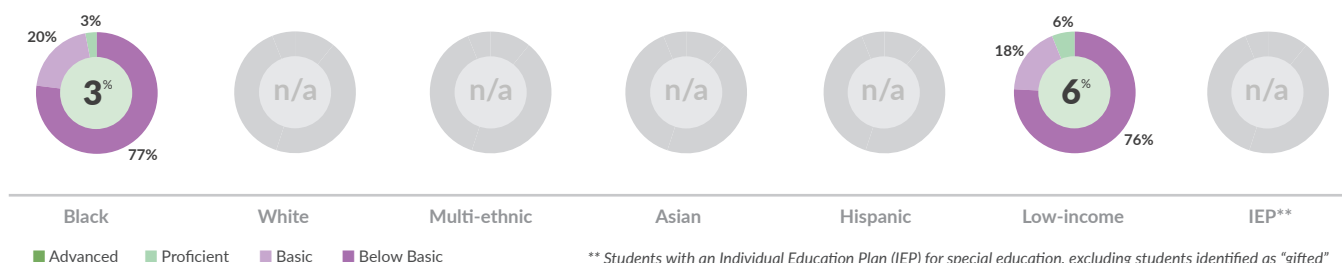 3%
20%
3%
77%
n/a
n/a
n/a
n/a
6%
18%
6%
76%
n/a
Black White Multi-ethnic Asian Hispanic Low-income IEP**
Advanced Proficient Basic Below Basic
** Students with an Individual Education Plan (IEP) for special education, excluding students identified as “gifted”